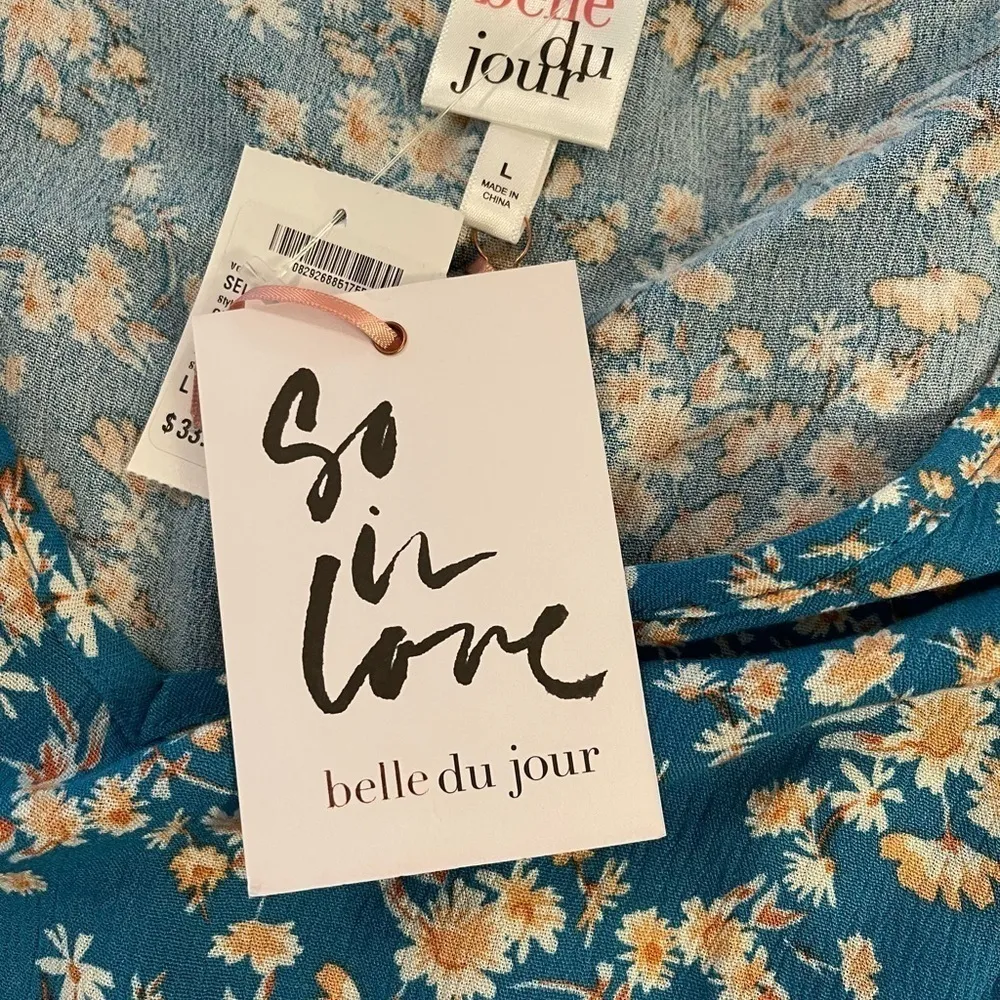 belle
du
jour
L
MADE IN
CHINA
L
So
in
love
belle du jour